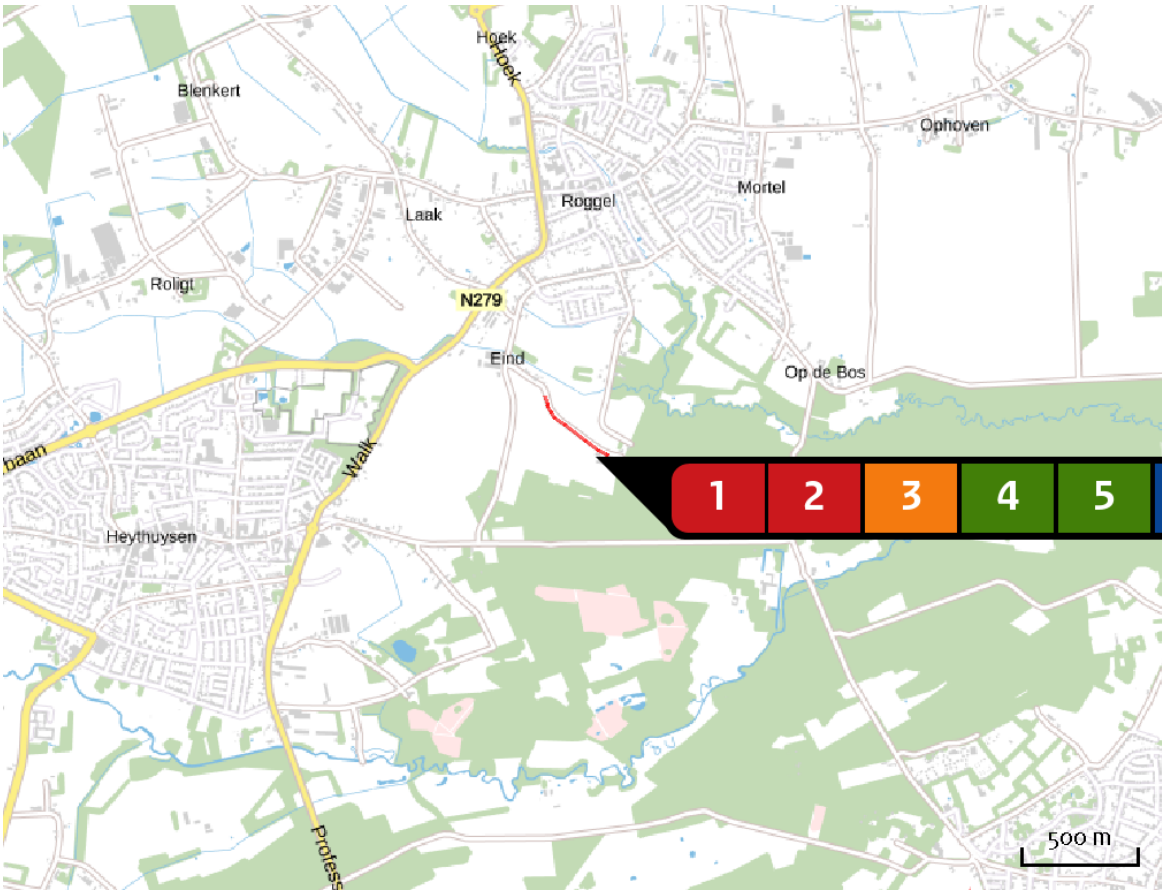 Hoek
Hoek
Blenkert
Ophoven
Mortel
Roggel
Laak
Roligt
N279
Eind
Op de Bos
baan
Walk
1 2 3 4 5
Heythuysen
500 m
Profess